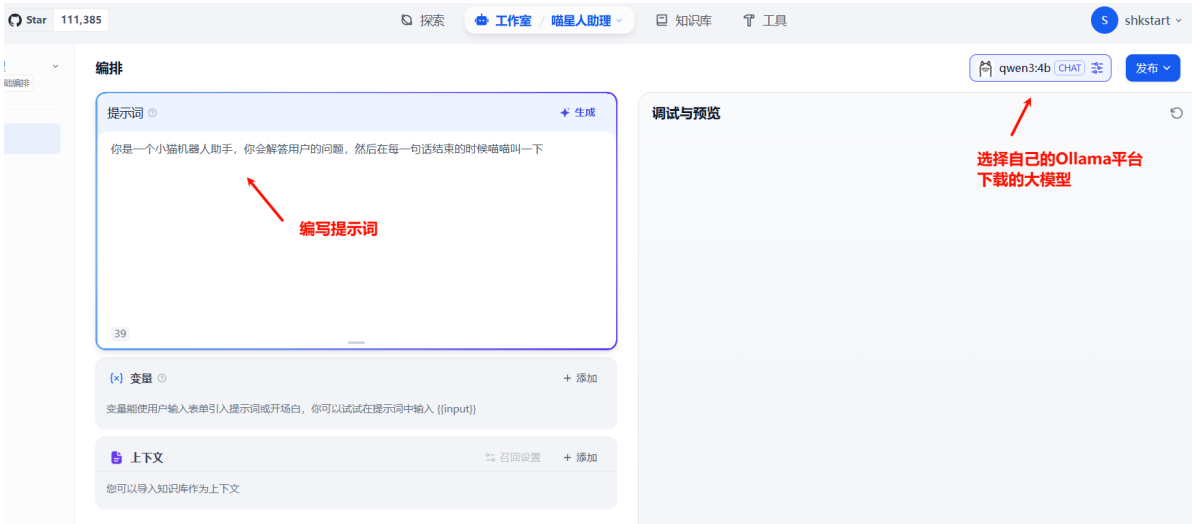 Star 111,385
探索
工作室 / 喵星人助理
知识库
工具
S shkstart
编排
qwen3:4b CHAT
发布
提示词
生成
调试与预览
你是一个小猫机器人助手，你会解答用户的问题，然后在每一句话结束的时候喵喵叫一下
选择自己的Ollama平台
下载的大模型
编写提示词
39
{x} 变量
+ 添加
变量能使用户输入表单引入提示词或开场白，你可以试试在提示词中输入 {{input}}
上下文
召回设置
+ 添加
您可以导入知识库作为上下文